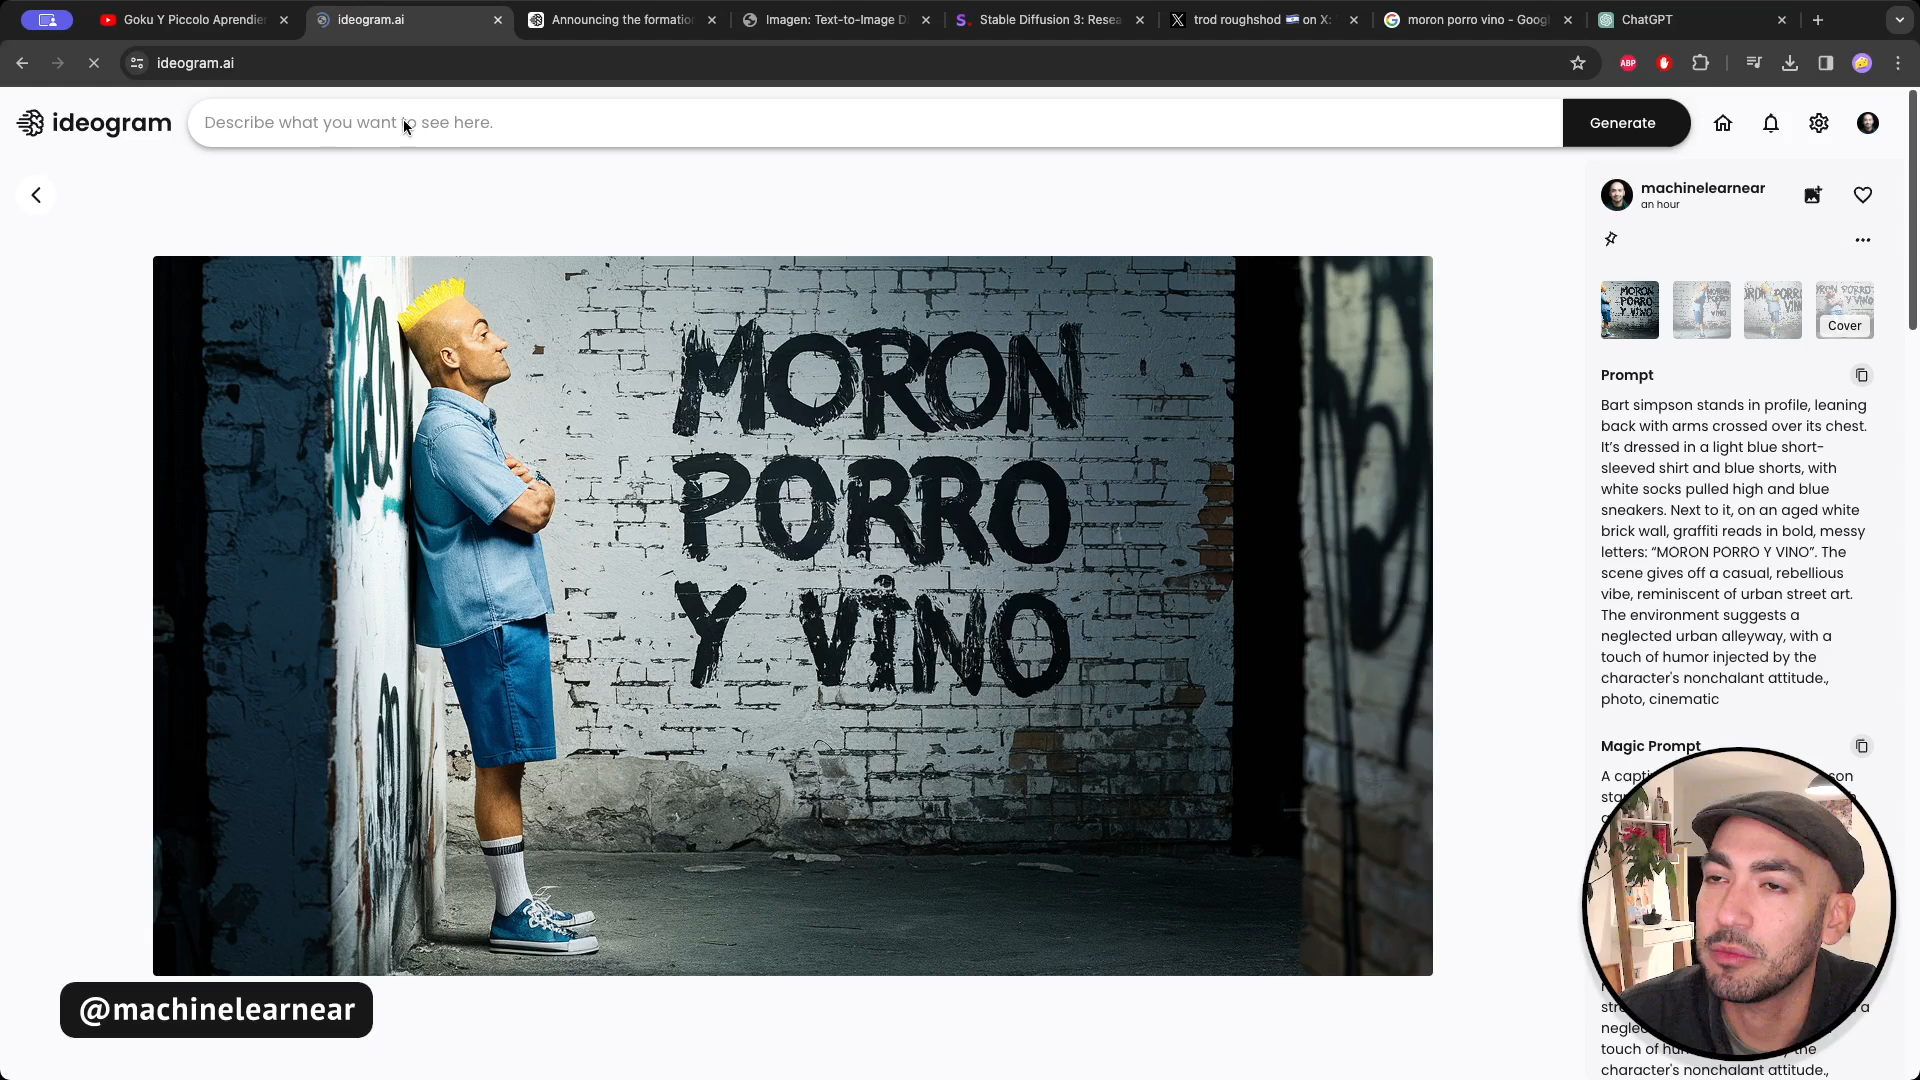 Goku Y Piccolo Aprendier
ideogram.ai
Announcing the formation
Imagen: Text-to-Image D
Stable Diffusion 3: Resea
trod roughshod on X:
moron porro vino - Googl
ChatGPT
ideogram.ai
ABP
ideogram
Describe what you want to see here.
Generate
machinelearnear
an hour
MORON
PORRO
Y VINO
Cover
Prompt
Bart simpson stands in profile, leaning
back with arms crossed over its chest.
It's dressed in a light blue short-
sleeved shirt and blue shorts, with
white socks pulled high and blue
sneakers. Next to it, on an aged white
brick wall, graffiti reads in bold, messy
letters: “MORON PORRO Y VINO”. The
scene gives off a casual, rebellious
vibe, reminiscent of urban street art.
The environment suggests a
neglected urban alleyway, with a
touch of humor injected by the
character's nonchalant attitude.,
photo, cinematic
Magic Prompt
A
a
touch of the
character's nonchalant attitude.,
@machinelearnear